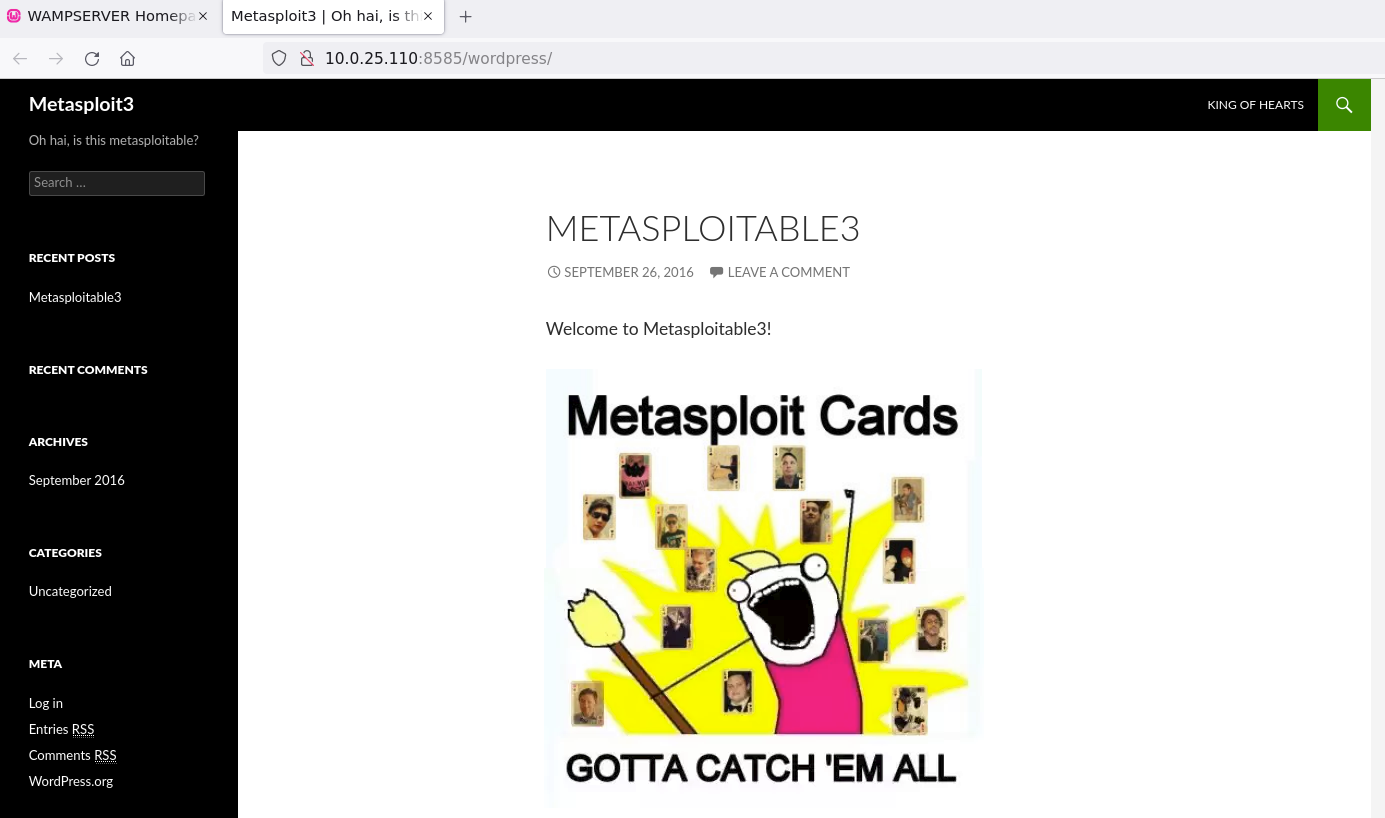 WAMPSERVER Homepa
Metasploit3 | Oh hai, is th
10.0.25.110:8585/wordpress/
Metasploit3
KING OF HEARTS
Oh hai, is this metasploitable?
Search ...
METASPLOITABLE3
RECENT POSTS
SEPTEMBER 26, 2016 LEAVE A COMMENT
Metasploitable3
Welcome to Metasploitable3!
RECENT COMMENTS
Metasploit Cards
ARCHIVES
September 2016
CATEGORIES
Uncategorized
META
Log in
Entries RSS
Comments RSS
WordPress.org
GOTTA CATCH 'EM ALL